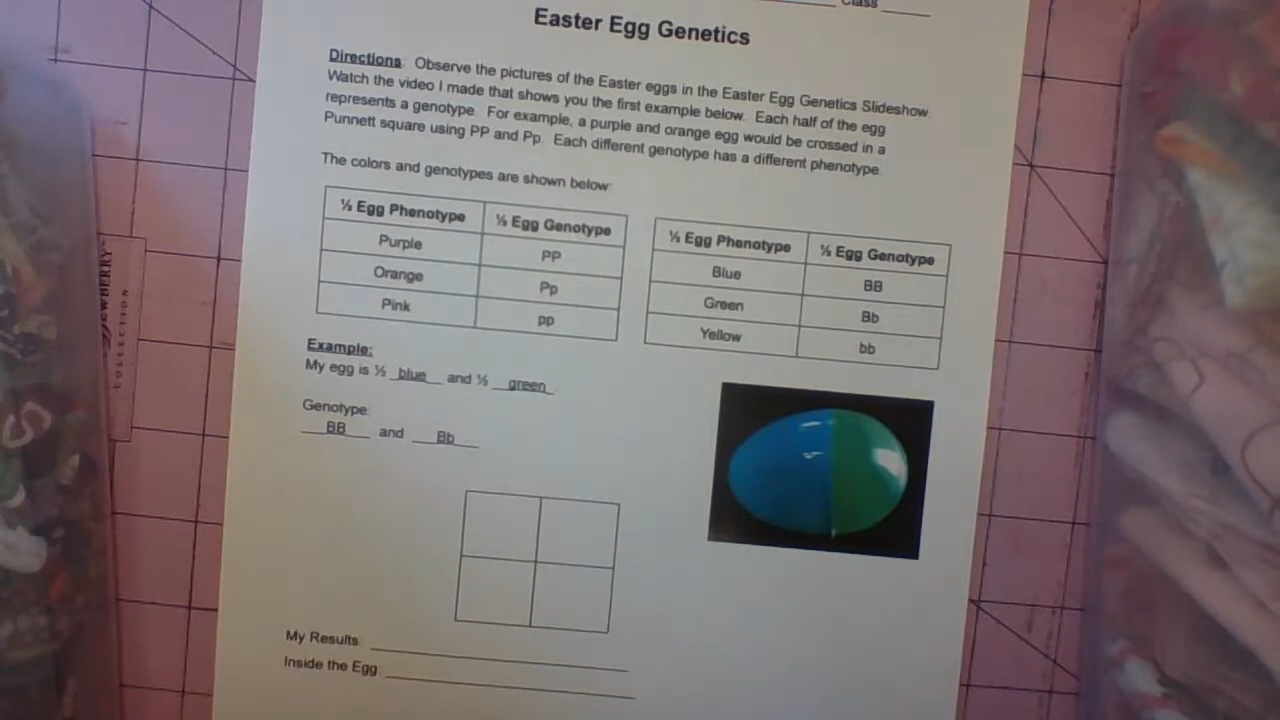 Class
Easter Egg Genetics
Directions: Observe the pictures of the Easter eggs in the Easter Egg Genetics Slideshow.
Watch the video I made that shows you the first example below. Each half of the egg
represents a genotype. For example, a purple and orange egg would be crossed in a
Punnett square using PP and Pp. Each different genotype has a different phenotype.
The colors and genotypes are shown below:
½ Egg Phenotype ½ Egg Genotype
Purple PP
Orange Pp
Pink pp
½ Egg Phenotype ½ Egg Genotype
Blue BB
Green Bb
Yellow bb
Example:
My egg is ½ blue and ½ green
Genotype:
BB and Bb
My Results:
Inside the Egg:
COLLECTION